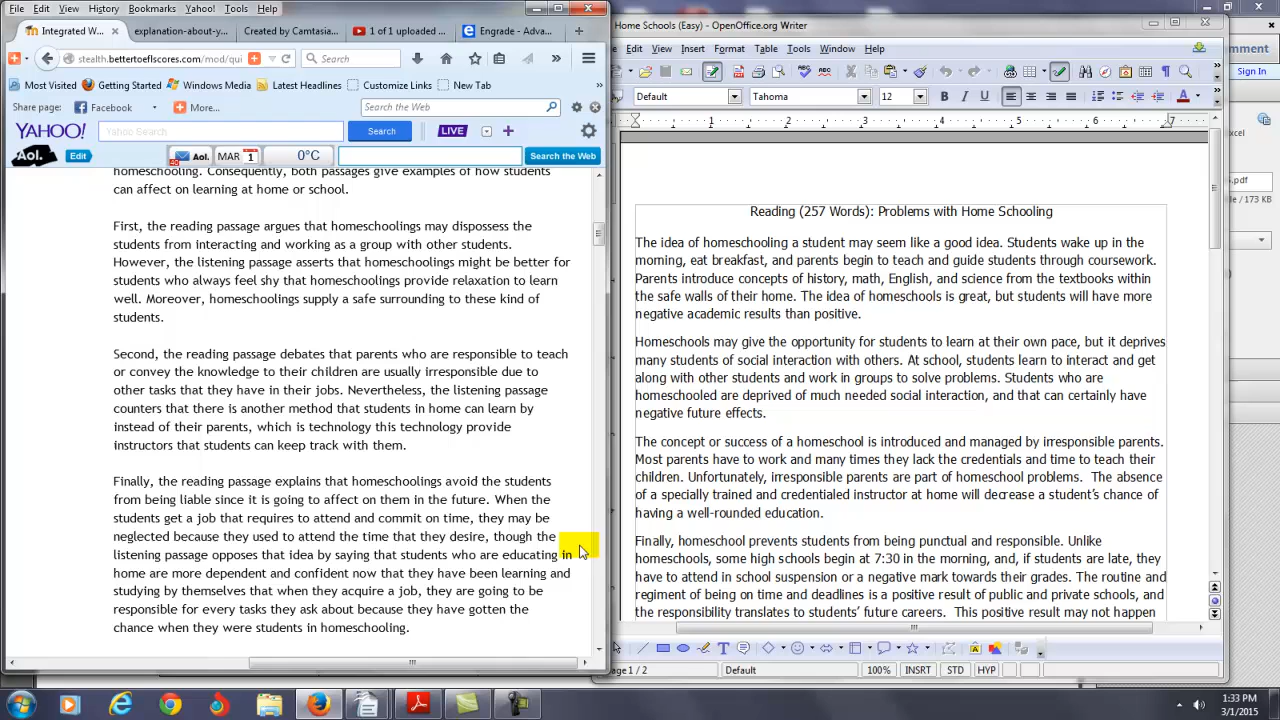 File Edit View History Bookmarks Yahoo! Tools Help
Integrated W...
explanation-about-y...
Created by Camtasia...
1 of 1 uploaded ...
Engrade - Adva...
stealth.bettertoeflscores.com/mod/qui
Search
Most Visited
Getting Started
Windows Media
Latest Headlines
Customize Links
New Tab
Share page:
Facebook
More...
Search the Web
YAHOO!
Yahoo Search
Search
LIVE
Aol.
Edit
Aol.
MAR 1
0°C
Search the Web
homeschooling. Consequently, both passages give examples of how students
can affect on learning at home or school.
First, the reading passage argues that homeschoolings may dispossess the
students from interacting and working as a group with other students.
However, the listening passage asserts that homeschoolings might be better for
students who always feel shy that homeschoolings provide relaxation to learn
well. Moreover, homeschoolings supply a safe surrounding to these kind of
students.
Second, the reading passage debates that parents who are responsible to teach
or convey the knowledge to their children are usually irresponsible due to
other tasks that they have in their jobs. Nevertheless, the listening passage
counters that there is another method that students in home can learn by
instead of their parents, which is technology this technology provide
instructors that students can keep track with them.
Finally, the reading passage explains that homeschoolings avoid the students
from being liable since it is going to affect on them in the future. When the
students get a job that requires to attend and commit on time, they may be
neglected because they used to attend the time that they desire, though the
listening passage opposes that idea by saying that students who are educating in
home are more dependent and confident now that they have been learning and
studying by themselves that when they acquire a job, they are going to be
responsible for every tasks they ask about because they have gotten the
chance when they were students in homeschooling.
Home Schools (Easy) - OpenOffice.org Writer
Edit View Insert Format Table Tools Window Help
Default
Tahoma
12
1 2 3 4 5 6 7
Reading (257 Words): Problems with Home Schooling
The idea of homeschooling a student may seem like a good idea. Students wake up in the
morning, eat breakfast, and parents begin to teach and guide students through coursework.
Parents introduce concepts of history, math, English, and science from the textbooks within
the safe walls of their home. The idea of homeschools is great, but students will have more
negative academic results than positive.
Homeschools may give the opportunity for students to learn at their own pace, but it deprives
many students of social interaction with others. At school, students learn to interact and get
along with other students and work in groups to solve problems. Students who are
homeschooled are deprived of much needed social interaction, and that can certainly have
negative future effects.
The concept or success of a homeschool is introduced and managed by irresponsible parents.
Most parents have to work and many times they lack the credentials and time to teach their
children. Unfortunately, irresponsible parents are part of homeschool problems.  The absence
of a specially trained and credentialed instructor at home will decrease a student's chance of
having a well-rounded education.
Finally, homeschool prevents students from being punctual and responsible. Unlike
homeschools, some high schools begin at 7:30 in the morning, and, if students are late, they
have to attend in school suspension or a negative mark towards their grades. The routine and
regiment of being on time and deadlines is a positive result of public and private schools, and
the responsibility translates to students' future careers.  This positive result may not happen
age 1 / 2
Default
100%
INSRT
STD
HYP
omment
Sign In
xcel
.pdf
file / 173 KB
1:33 PM
3/1/2015